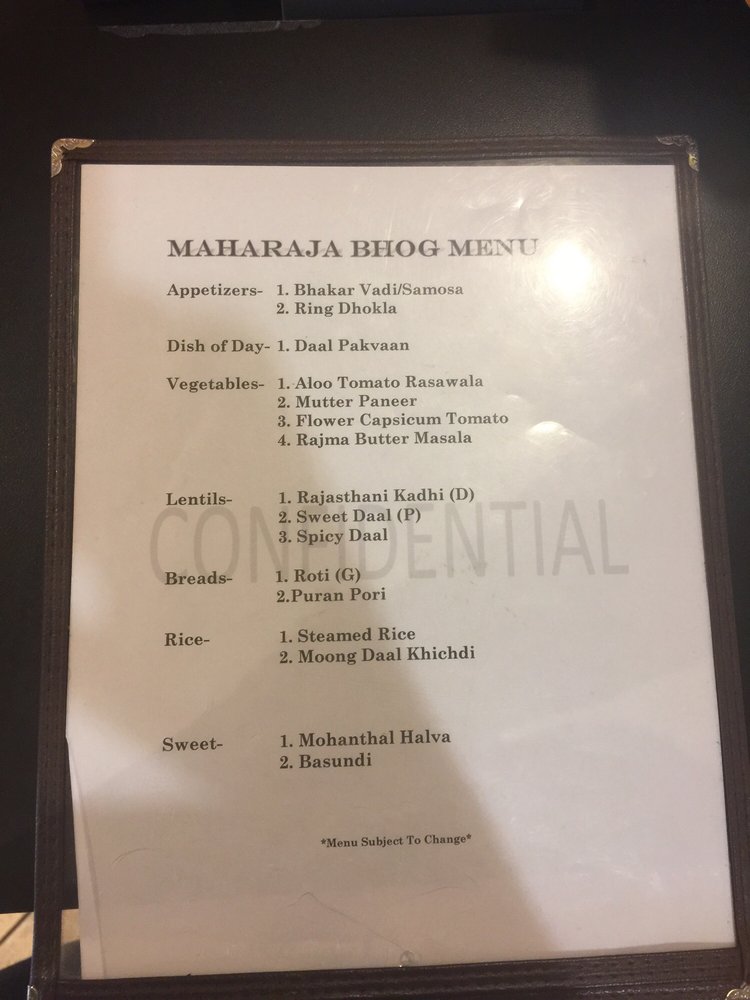 MAHARAJA BHOG MENU
Appetizers- 1. Bhakar Vadi/Samosa
2. Ring Dhokla
Dish of Day- 1. Daal Pakvaan
Vegetables- 1. Aloo Tomato Rasawala
2. Mutter Paneer
3. Flower Capsicum Tomato
4. Rajma Butter Masala
Lentils- 1. Rajasthani Kadhi (D)
2. Sweet Daal (P)
3. Spicy Daal
CONFIDENTIAL
Breads- 1. Roti (G)
2.Puran Pori
Rice- 1. Steamed Rice
2. Moong Daal Khichdi
Sweet- 1. Mohanthal Halva
2. Basundi
*Menu Subject To Change*